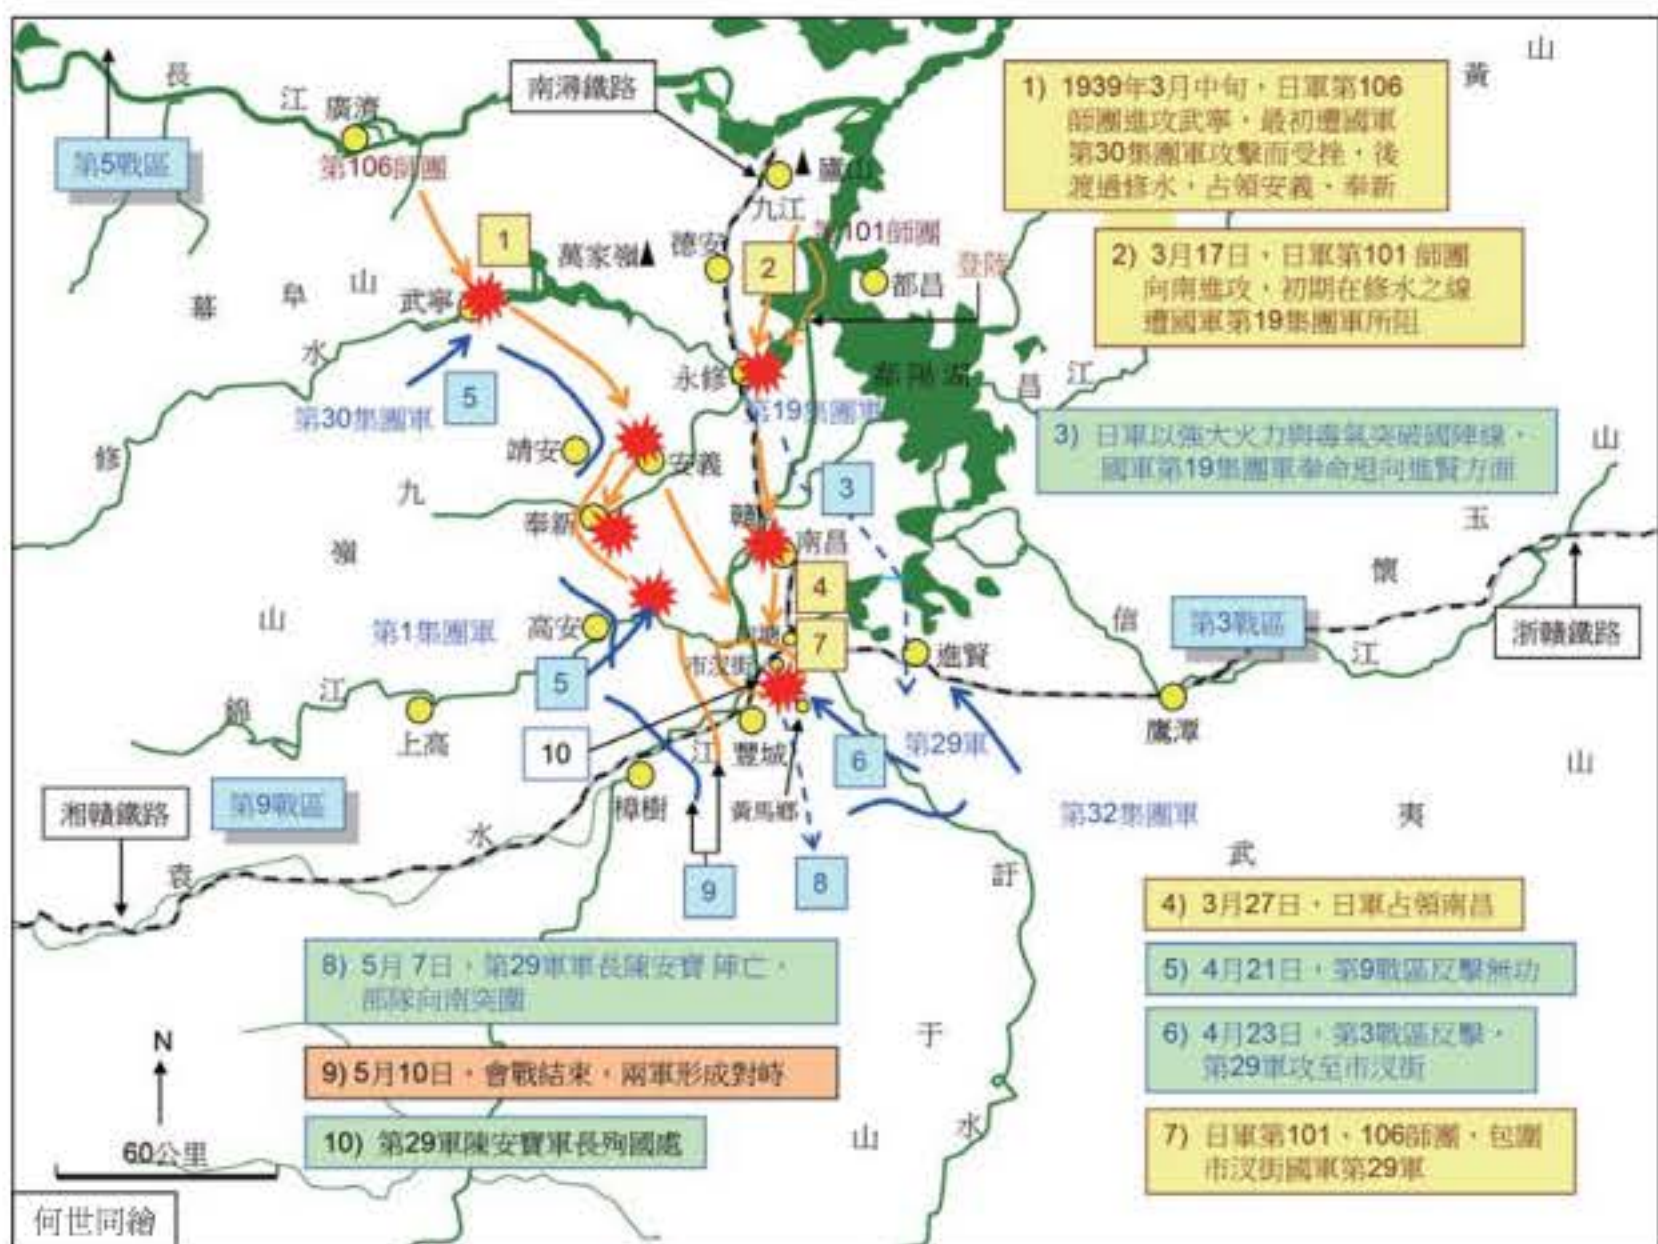 1) 1939年3月中旬，日軍第106
師團進攻武寧，最初遭國軍
第30集團軍攻擊而受挫，後
渡過修水，占領安義、奉新
2) 3月17日，日軍第101 師團
向南進攻，初期在修水之線
遭國軍第19集團軍所阻
3) 日軍以強大火力與毒氣突破國陣線，
國軍第19集團軍奉命退向進賢方面
4) 3月27日，日軍占領南昌
5) 4月21日，第9戰區反擊無功
6) 4月23日，第3戰區反擊，
第29軍攻至市汊街
7) 日軍第101、106師團，包圍
市汊街國軍第29軍
8) 5月7日，第29軍軍長陳安寶 陣亡，
部隊向南突圍
9) 5月10日，會戰結束，兩軍形成對峙
10) 第29軍陳安寶軍長殉國處
長
江
廣濟
南潯鐵路
第5戰區
第106師團
廬山
九江
第101師團
登陸
黃
山
1
2
萬家嶺
德安
都昌
幕
阜
山
武寧
修
水
永修
鄱陽湖
昌
江
5
第30集團軍
第19集團軍
靖安
安義
3
九
嶺
山
奉新
贛
南昌
4
懷
玉
山
第1集團軍
高安
7
市汊街
進賢
信
江
第3戰區
浙贛鐵路
5
錦
江
上高
10
江
豐城
6
第29軍
鷹潭
湘贛鐵路
第9戰區
樟樹
黃馬鄉
第32集團軍
武
夷
山
袁
水
9
8
訏
水
于
山
N
60公里
何世同繪